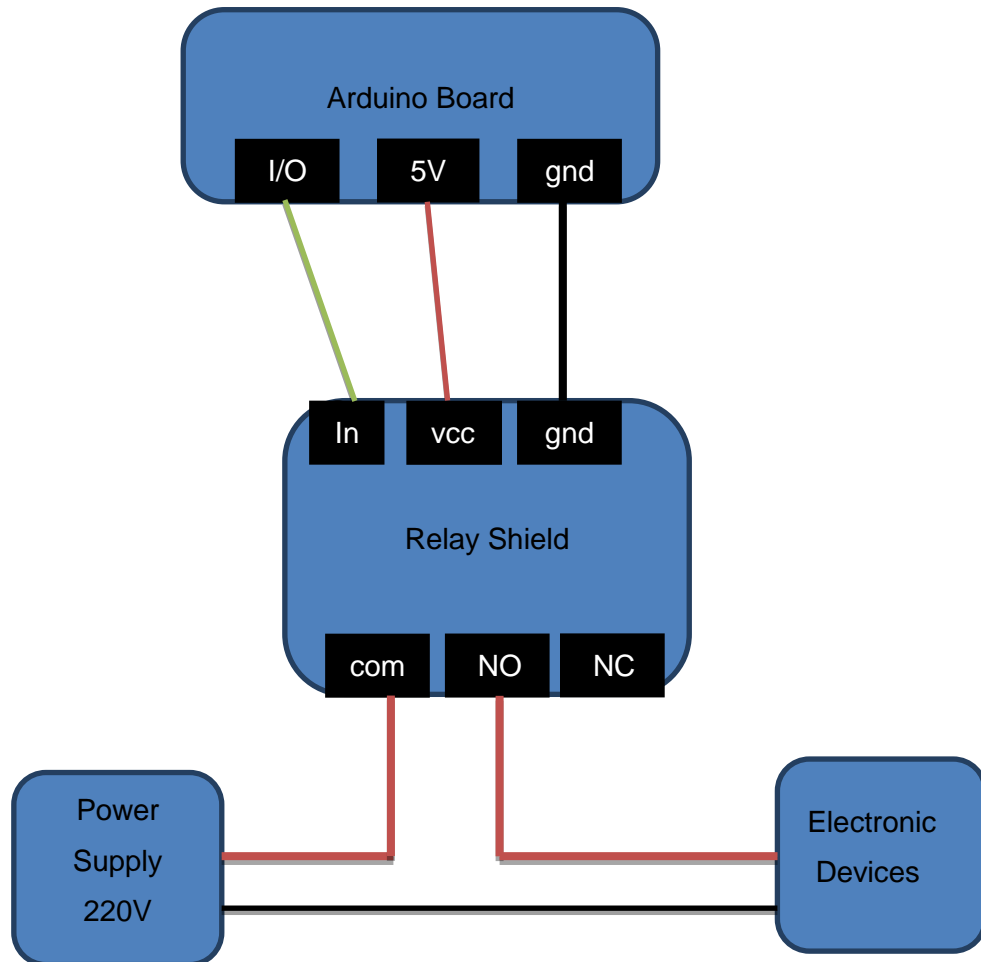 Arduino Board
I/O 5V gnd
In vcc gnd
Relay Shield
com NO NC
Power
Supply
220V
Electronic
Devices